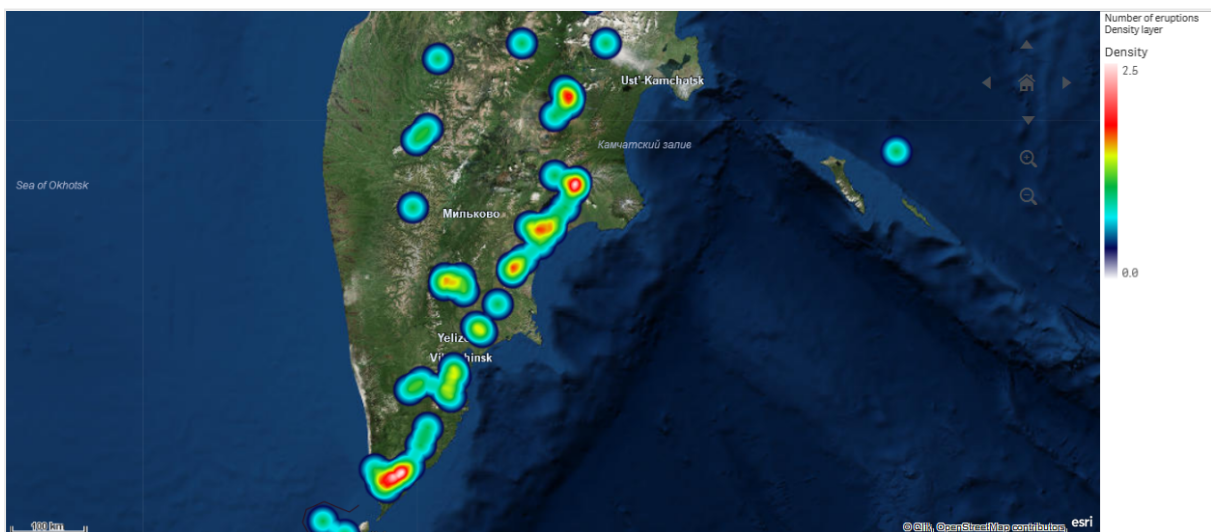 Number of eruptions
Density layer
Density
2.5
0.0
Ust'-Kamchatsk
Камчатский залив
Sea of Okhotsk
Мильково
100 km
© Qlik, OpenStreetMap contributors,
esri